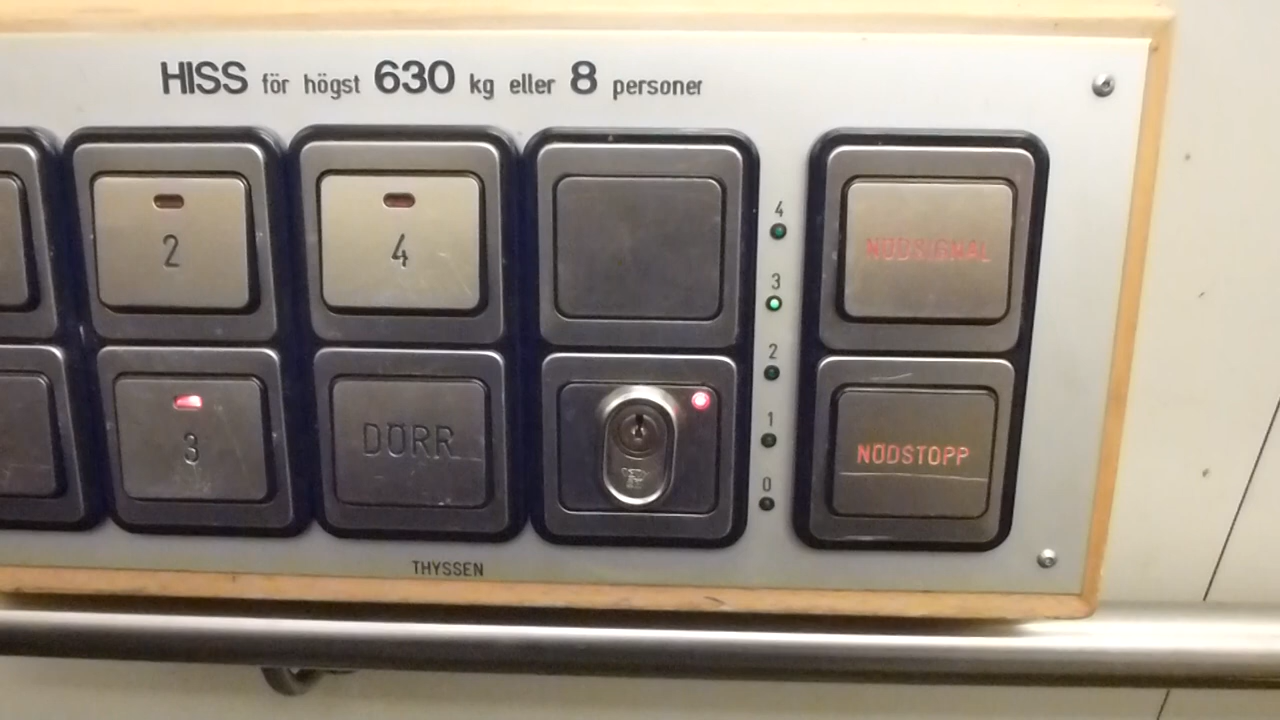 HISS för högst 630 kg eller 8 personer
2
4
3
DÖRR
4
3
2
1
0
NÖDSIGNAL
NÖDSTOPP
THYSSEN